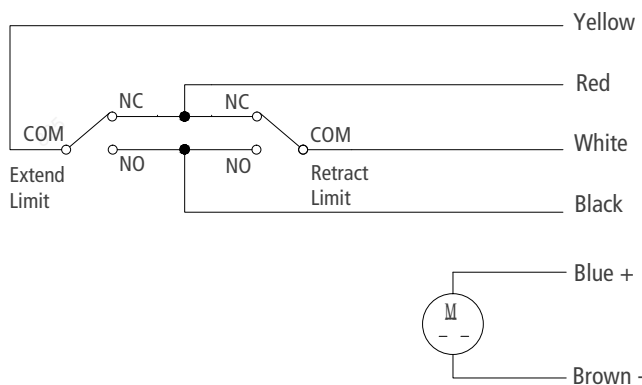 Yellow
Red
NC
NC
COM
COM
White
NO
NO
Extend
Limit
Retract
Limit
Black
Blue +
M
Brown -